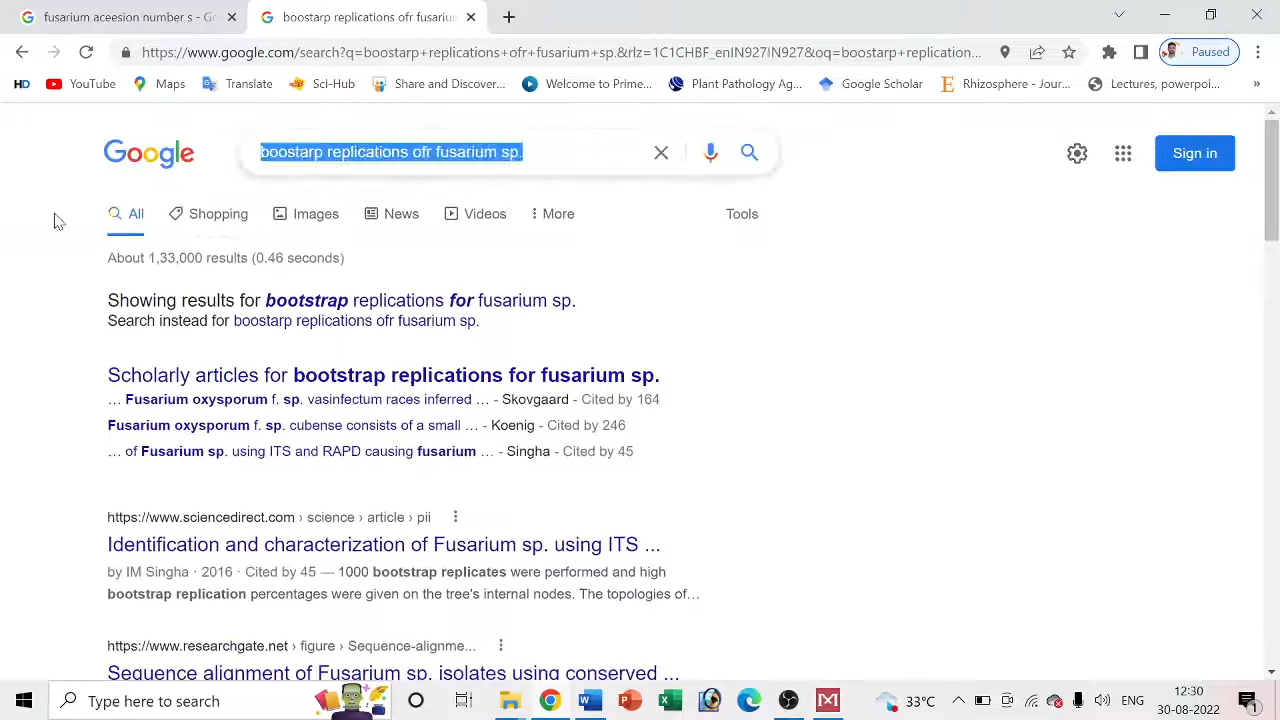 fusarium aceesion number s - G
boostarp replications ofr fusariun
https://www.google.com/search?q=boostarp+replications+ofr+fusarium+sp.&rlz=1C1CHBF_enIN927IN927&oq=boostarp+replication...
Paused
HD YouTube Maps Translate Sci-Hub Share and Discover... Welcome to Prime... Plant Pathology Ag... Google Scholar Rhizosphere - Jour... Lectures, powerpoi... »
Google
boostarp replications ofr fusarium sp.
Sign in
All Shopping Images News Videos More Tools
About 1,33,000 results (0.46 seconds)
Showing results for bootstrap replications for fusarium sp.
Search instead for boostarp replications ofr fusarium sp.
Scholarly articles for bootstrap replications for fusarium sp.
... Fusarium oxysporum f. sp. vasinfectum races inferred ... - Skovgaard - Cited by 164
Fusarium oxysporum f. sp. cubense consists of a small ... - Koenig - Cited by 246
... of Fusarium sp. using ITS and RAPD causing fusarium ... - Singha - Cited by 45
https://www.sciencedirect.com › science › article › pii
Identification and characterization of Fusarium sp. using ITS ...
by IM Singha · 2016 · Cited by 45 — 1000 bootstrap replicates were performed and high
bootstrap replication percentages were given on the tree's internal nodes. The topologies of...
https://www.researchgate.net › figure › Sequence-alignme...
Sequence alignment of Fusarium sp. isolates using conserved ...
Type here to search
33°C
ENG
12:30
30-08-2022
1